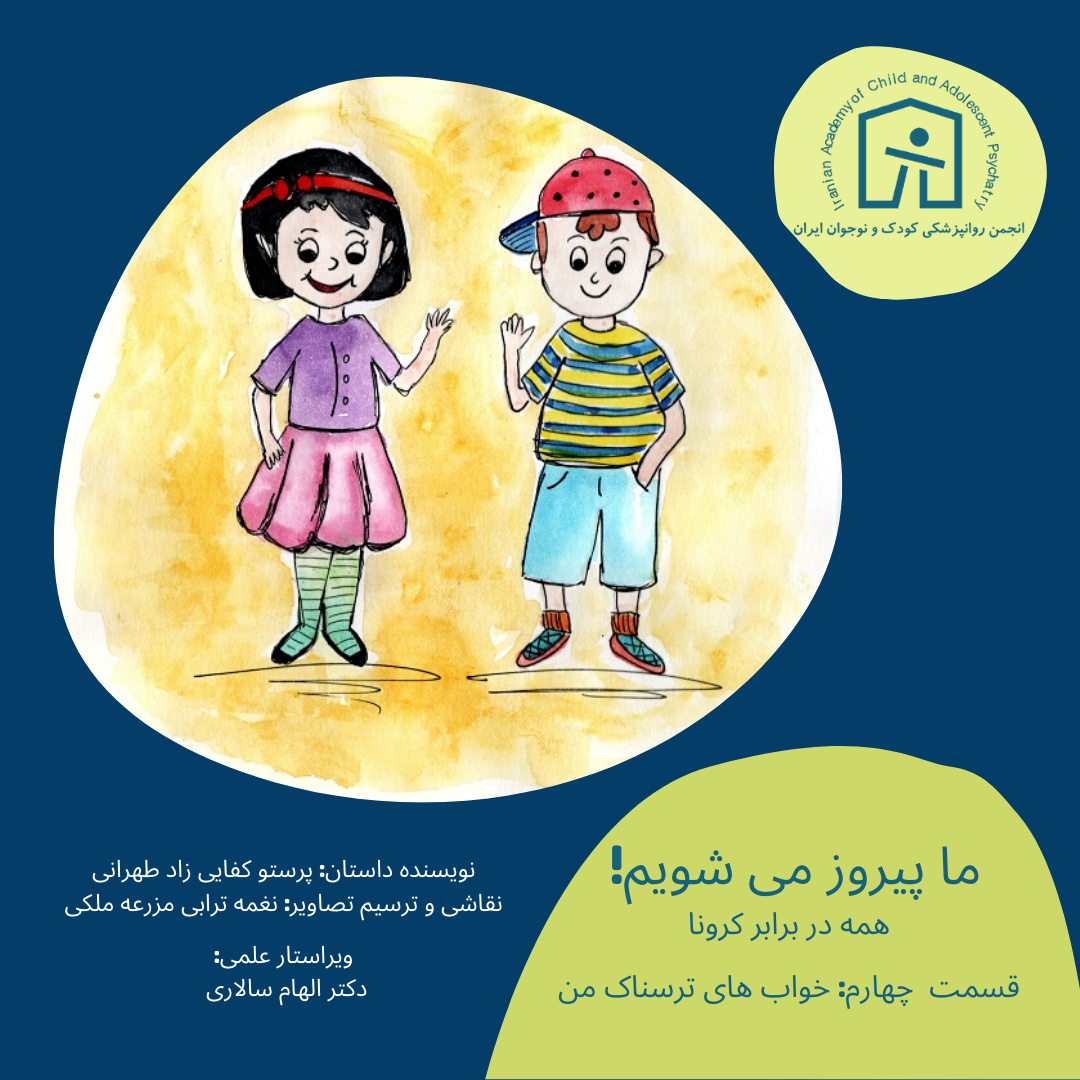 Iranian Academy of Child and Adolescent Psychatry
انجمن روانپزشکی کودک و نوجوان ایران
ما پیروز می شویم!
همه در برابر کرونا
قسمت چهارم: خواب های ترسناک من
نویسنده داستان: پرستو کفایی زاد طهرانی
نقاشی و ترسیم تصاویر: نغمه ترابی مزرعه ملکی
ویراستار علمی:
دکتر الهام سالاری